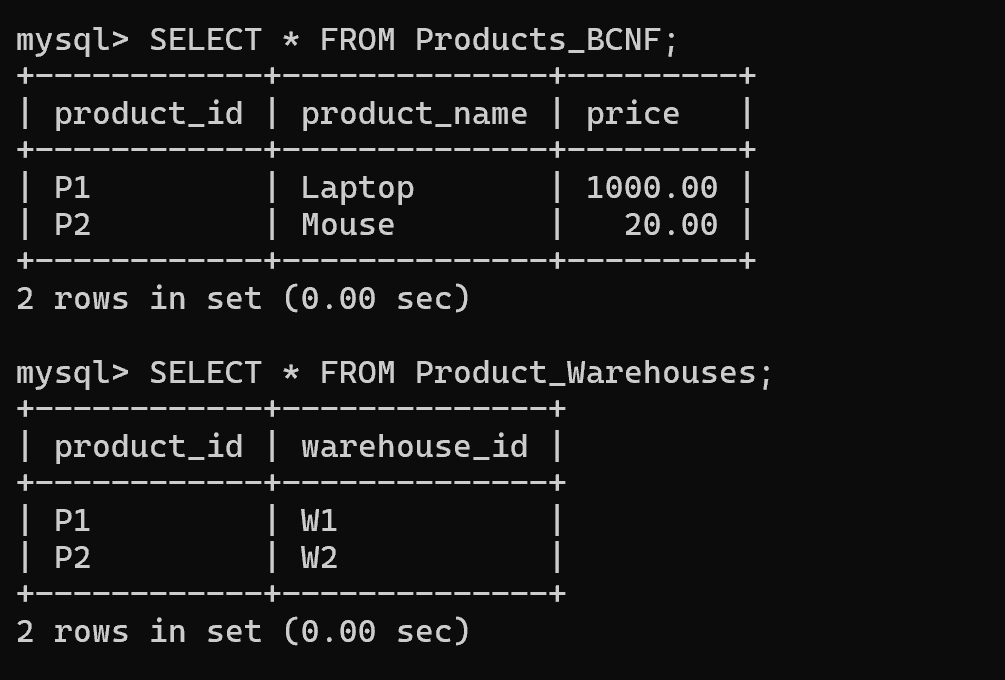 mysql> SELECT * FROM Products_BCNF;
+------------+--------------+---------+
| product_id | product_name | price   |
+------------+--------------+---------+
| P1         | Laptop       | 1000.00 |
| P2         | Mouse        |   20.00 |
+------------+--------------+---------+
2 rows in set (0.00 sec)

mysql> SELECT * FROM Product_Warehouses;
+------------+--------------+
| product_id | warehouse_id |
+------------+--------------+
| P1         | W1           |
| P2         | W2           |
+------------+--------------+
2 rows in set (0.00 sec)